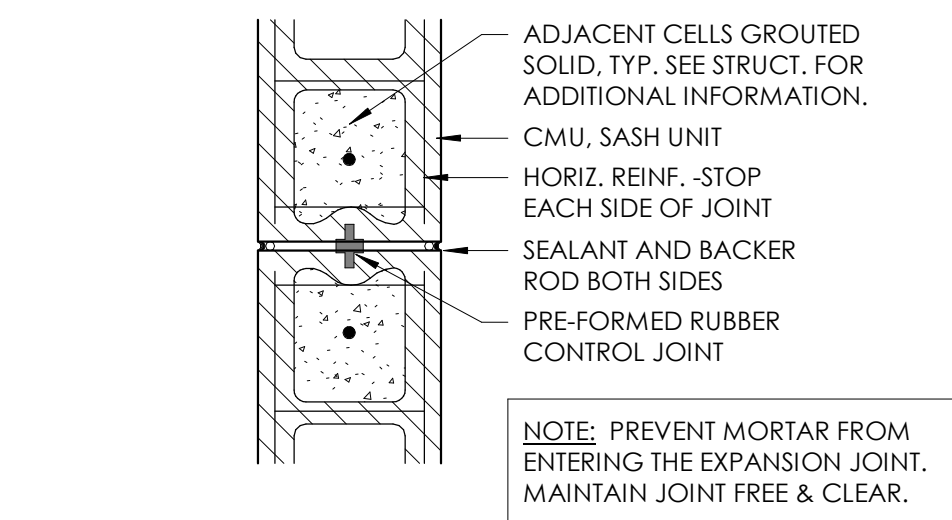 ADJACENT CELLS GROUTED
SOLID, TYP. SEE STRUCT. FOR
ADDITIONAL INFORMATION.
CMU, SASH UNIT
HORIZ. REINF. -STOP
EACH SIDE OF JOINT
SEALANT AND BACKER
ROD BOTH SIDES
PRE-FORMED RUBBER
CONTROL JOINT
NOTE: PREVENT MORTAR FROM
ENTERING THE EXPANSION JOINT.
MAINTAIN JOINT FREE & CLEAR.